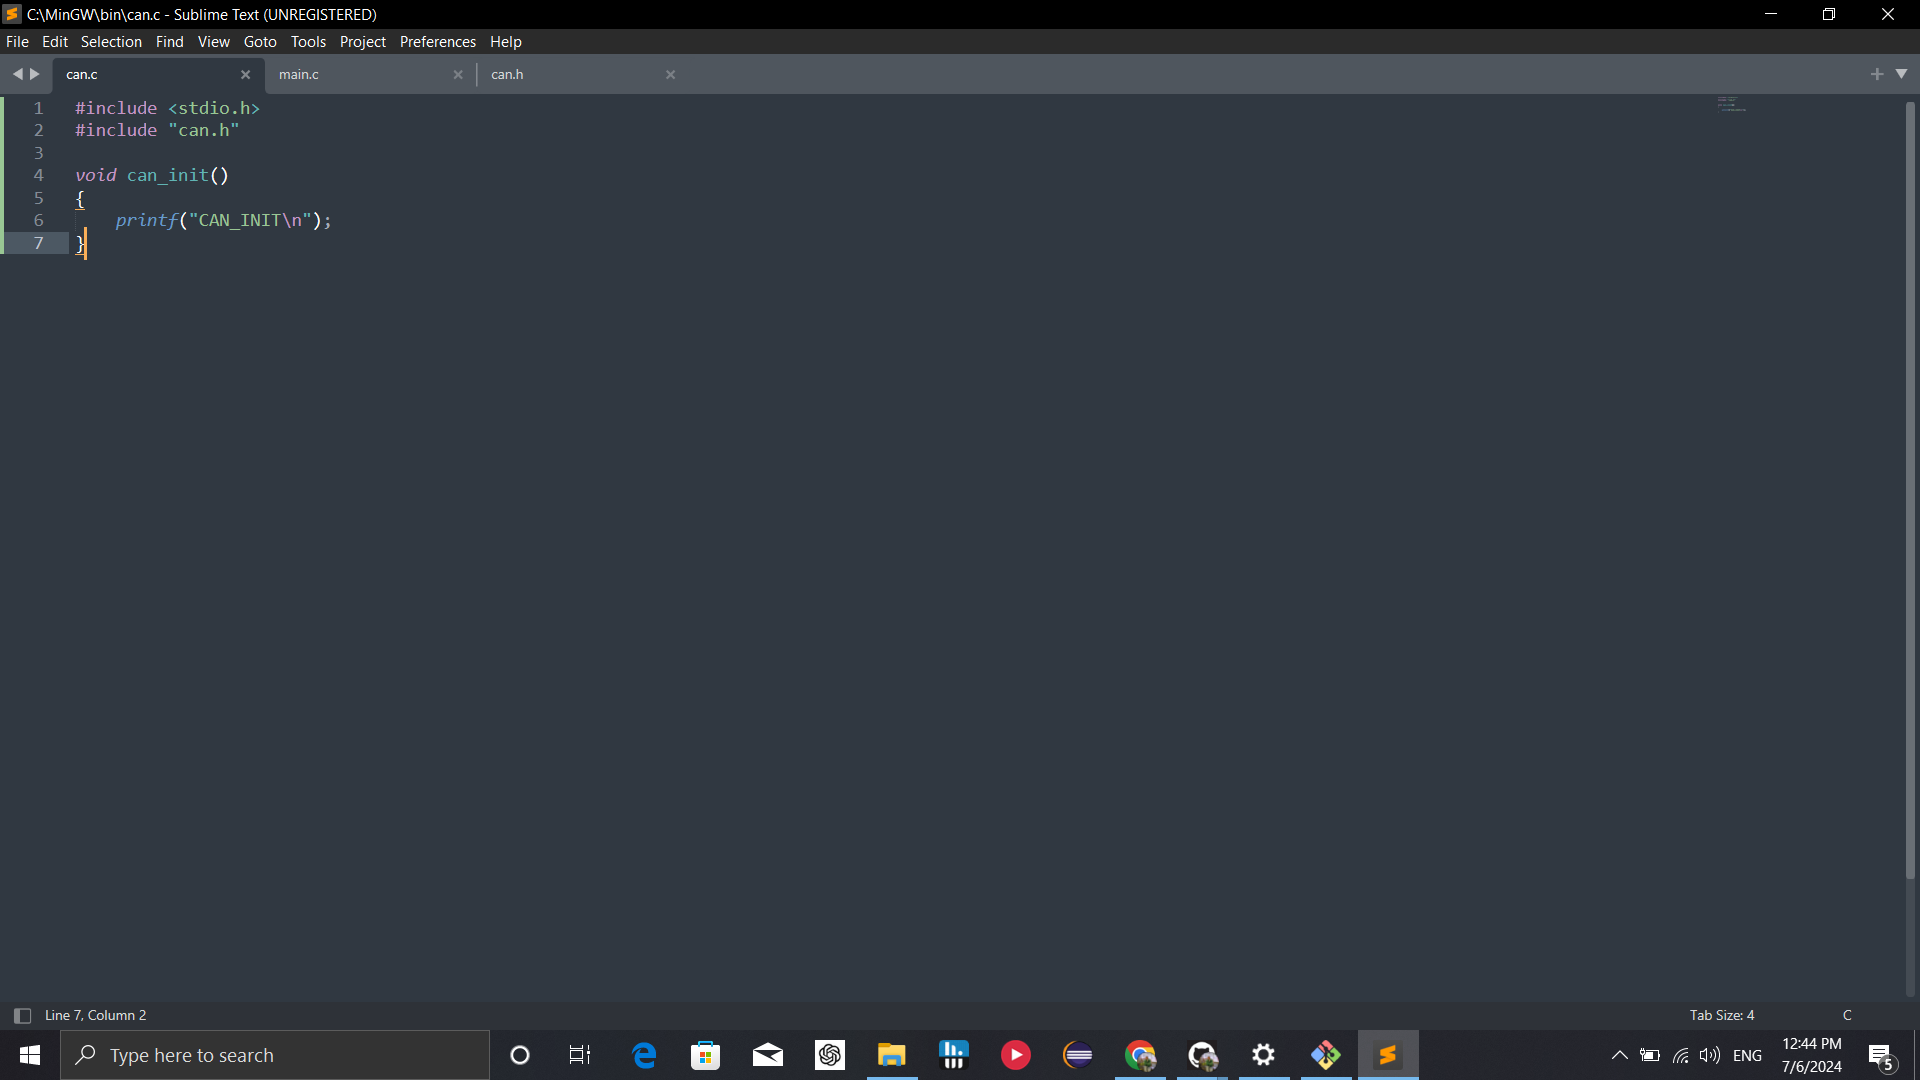 C:\MinGW\bin\can.c - Sublime Text (UNREGISTERED)
File Edit Selection Find View Goto Tools Project Preferences Help
can.c main.c can.h
1 #include <stdio.h>
2 #include "can.h"
3
4 void can_init()
5 {
6 printf("CAN_INIT\n");
7 }
Line 7, Column 2 Tab Size: 4 C
Type here to search ENG 12:44 PM
7/6/2024 5